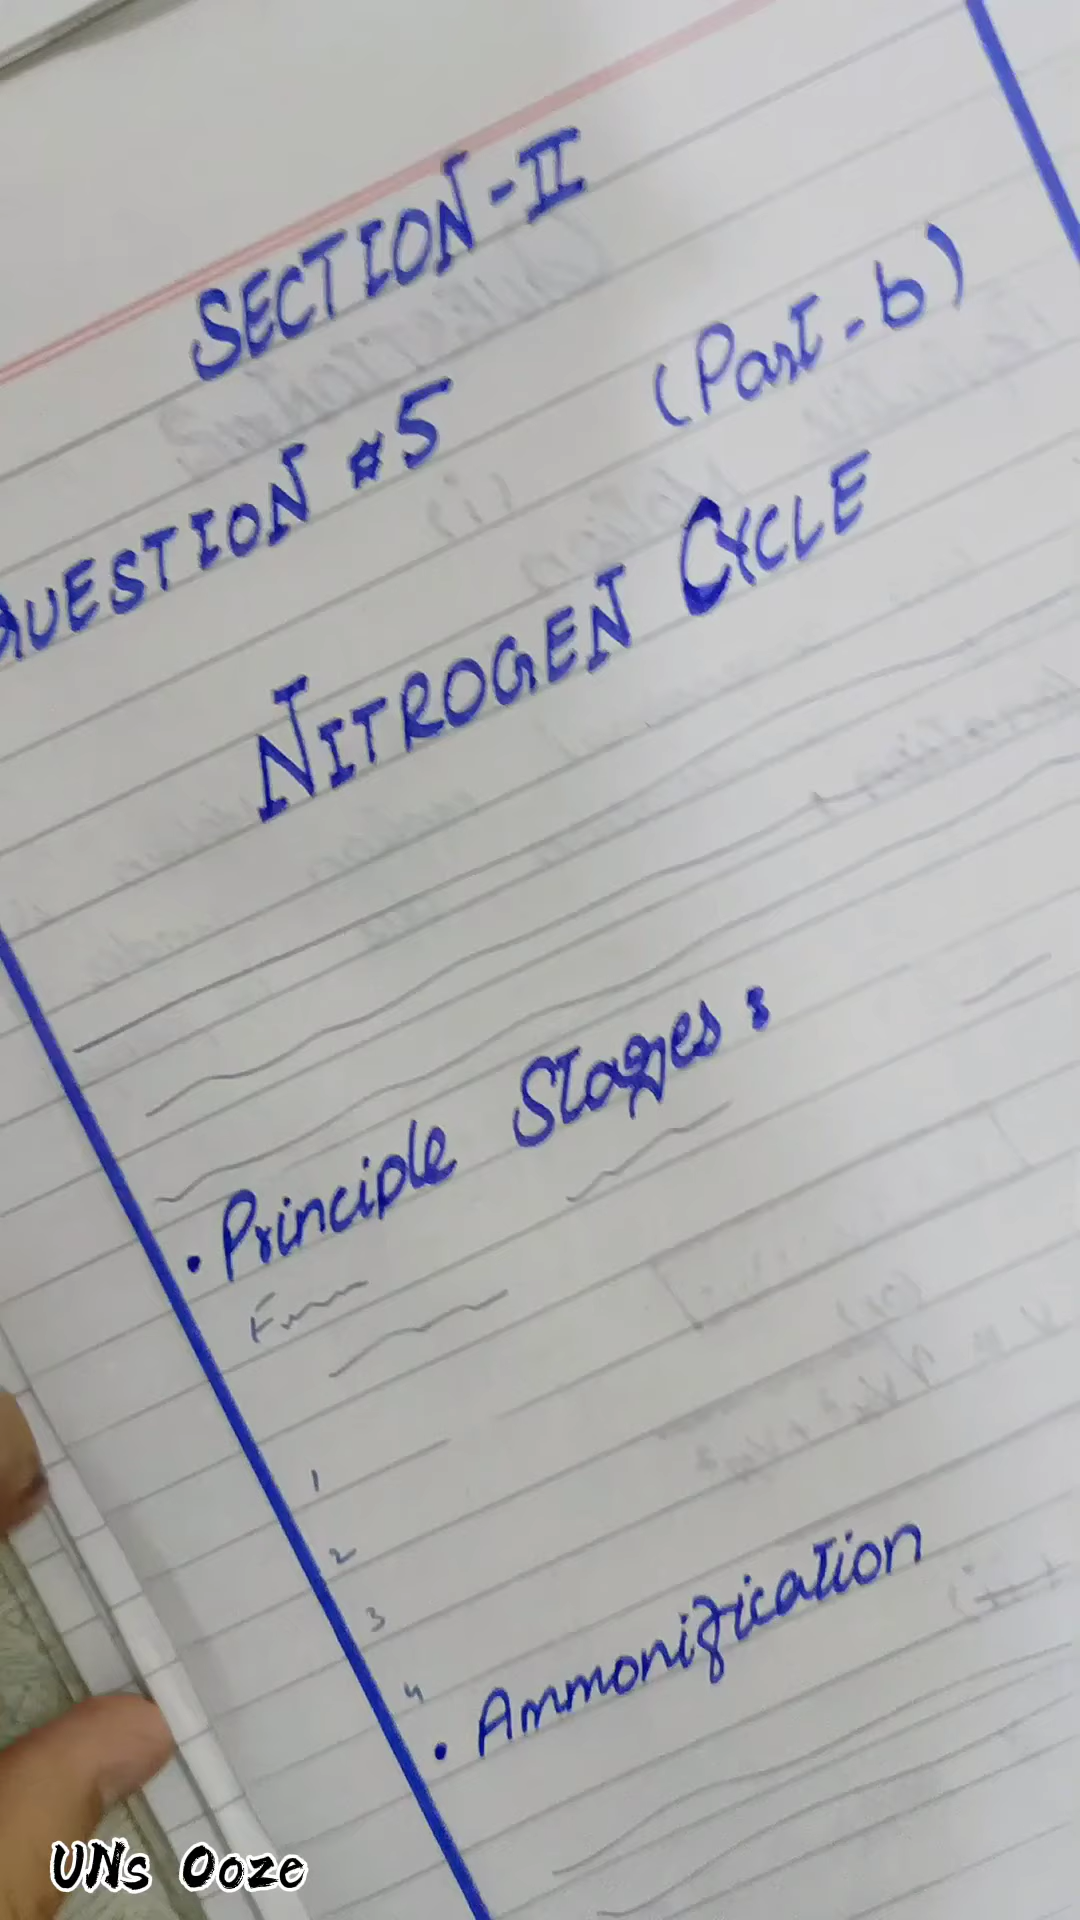 SECTION-II
QUESTION #5 (Part-b)
NITROGEN CYCLE
• Principle Stages:
1
2
3
4
• Ammonification
UNs Ooze